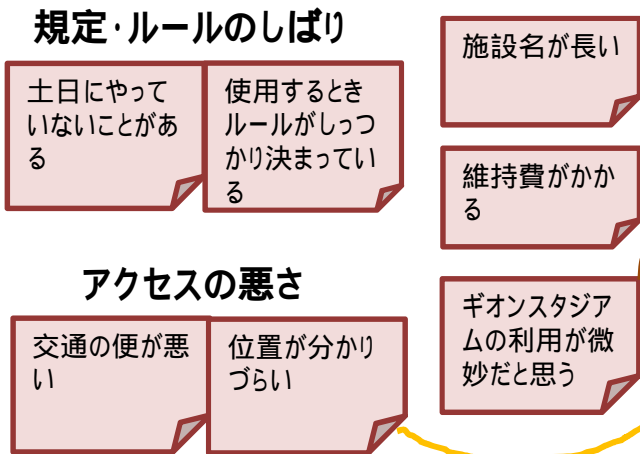 規定・ルールのしばり
土日にやって
いないことがあ
る
使用するとき
ルールがしっつ
かり決まってい
る
施設名が長い
維持費がかか
る
アクセスの悪さ
交通の便が悪
い
位置が分かり
づらい
ギオンスタジア
ムの利用が微
妙だと思う